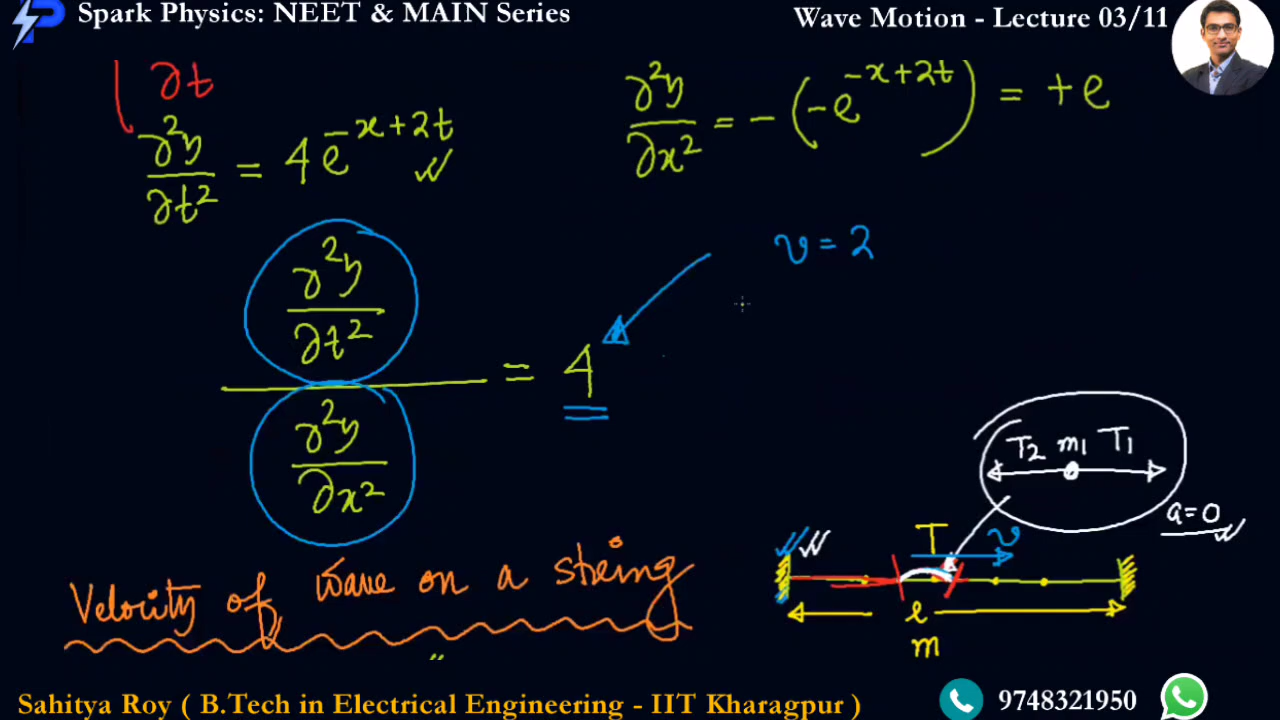 Spark Physics: NEET & MAIN Series
Wave Motion - Lecture 03/11
∂t
∂²y/∂t² = 4e^(-x+2t)
∂²y/∂x² = -(-e^(-x+2t)) = +e
v = 2
(∂²y/∂t²)/(∂²y/∂x²) = 4
T₂ m₁ T₁
a=0
T
v
l
m
Velocity of wave on a string
Sahitya Roy ( B.Tech in Electrical Engineering - IIT Kharagpur )
9748321950